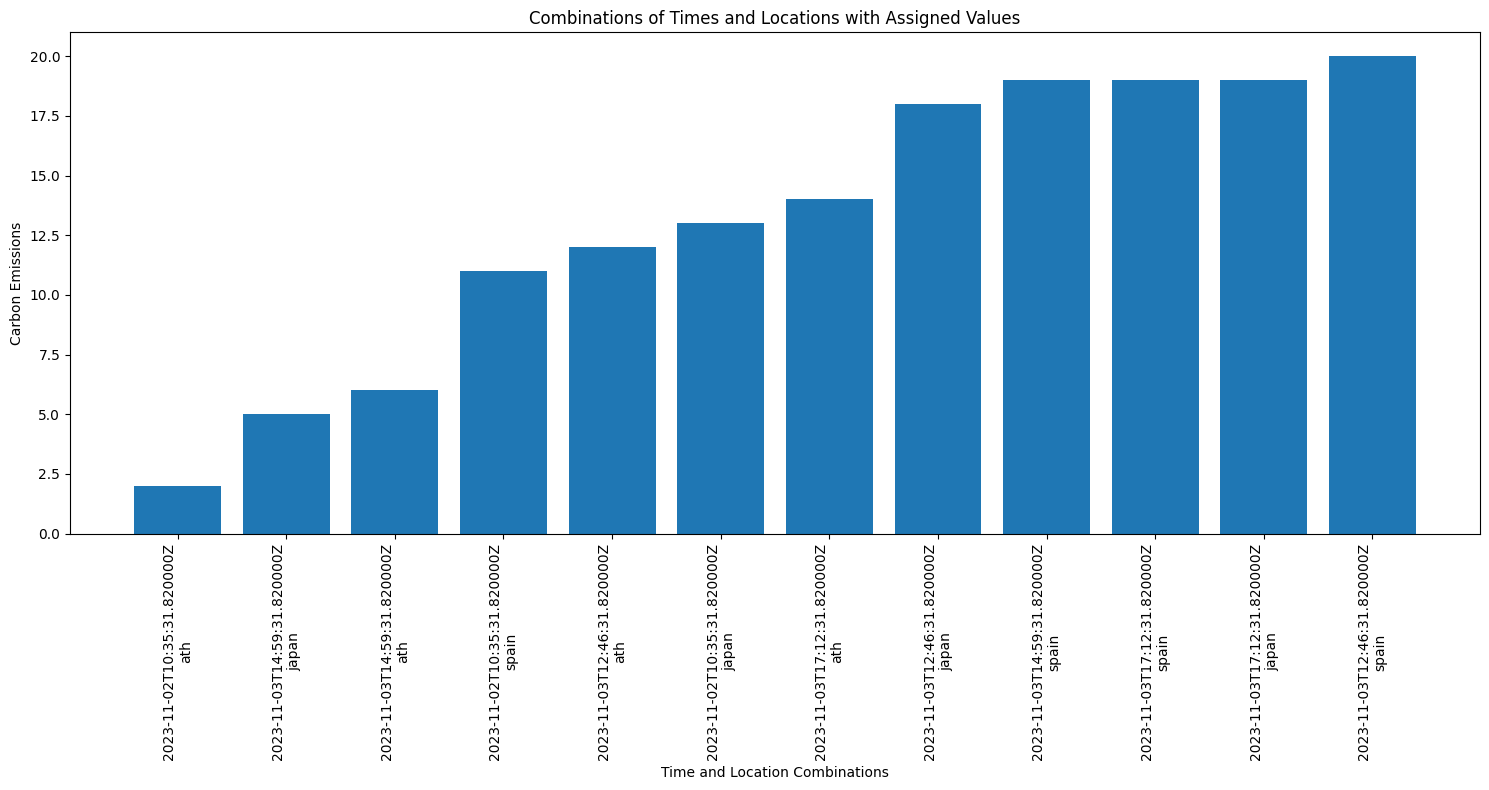 Combinations of Times and Locations with Assigned Values
Carbon Emissions
20.0
17.5
15.0
12.5
10.0
7.5
5.0
2.5
0.0
2023-11-02T10:35:31.820000Z
ath
2023-11-03T14:59:31.820000Z
japan
2023-11-03T14:59:31.820000Z
ath
2023-11-02T10:35:31.820000Z
spain
2023-11-03T12:46:31.820000Z
ath
2023-11-02T10:35:31.820000Z
japan
2023-11-03T17:12:31.820000Z
ath
2023-11-03T12:46:31.820000Z
japan
2023-11-03T14:59:31.820000Z
spain
2023-11-03T17:12:31.820000Z
spain
2023-11-03T17:12:31.820000Z
japan
2023-11-03T12:46:31.820000Z
spain
Time and Location Combinations